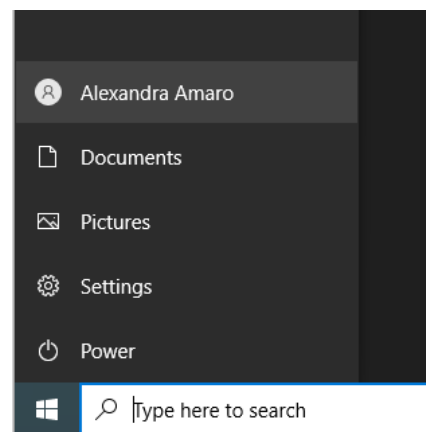 Alexandra Amaro
Documents
Pictures
Settings
Power
Type here to search